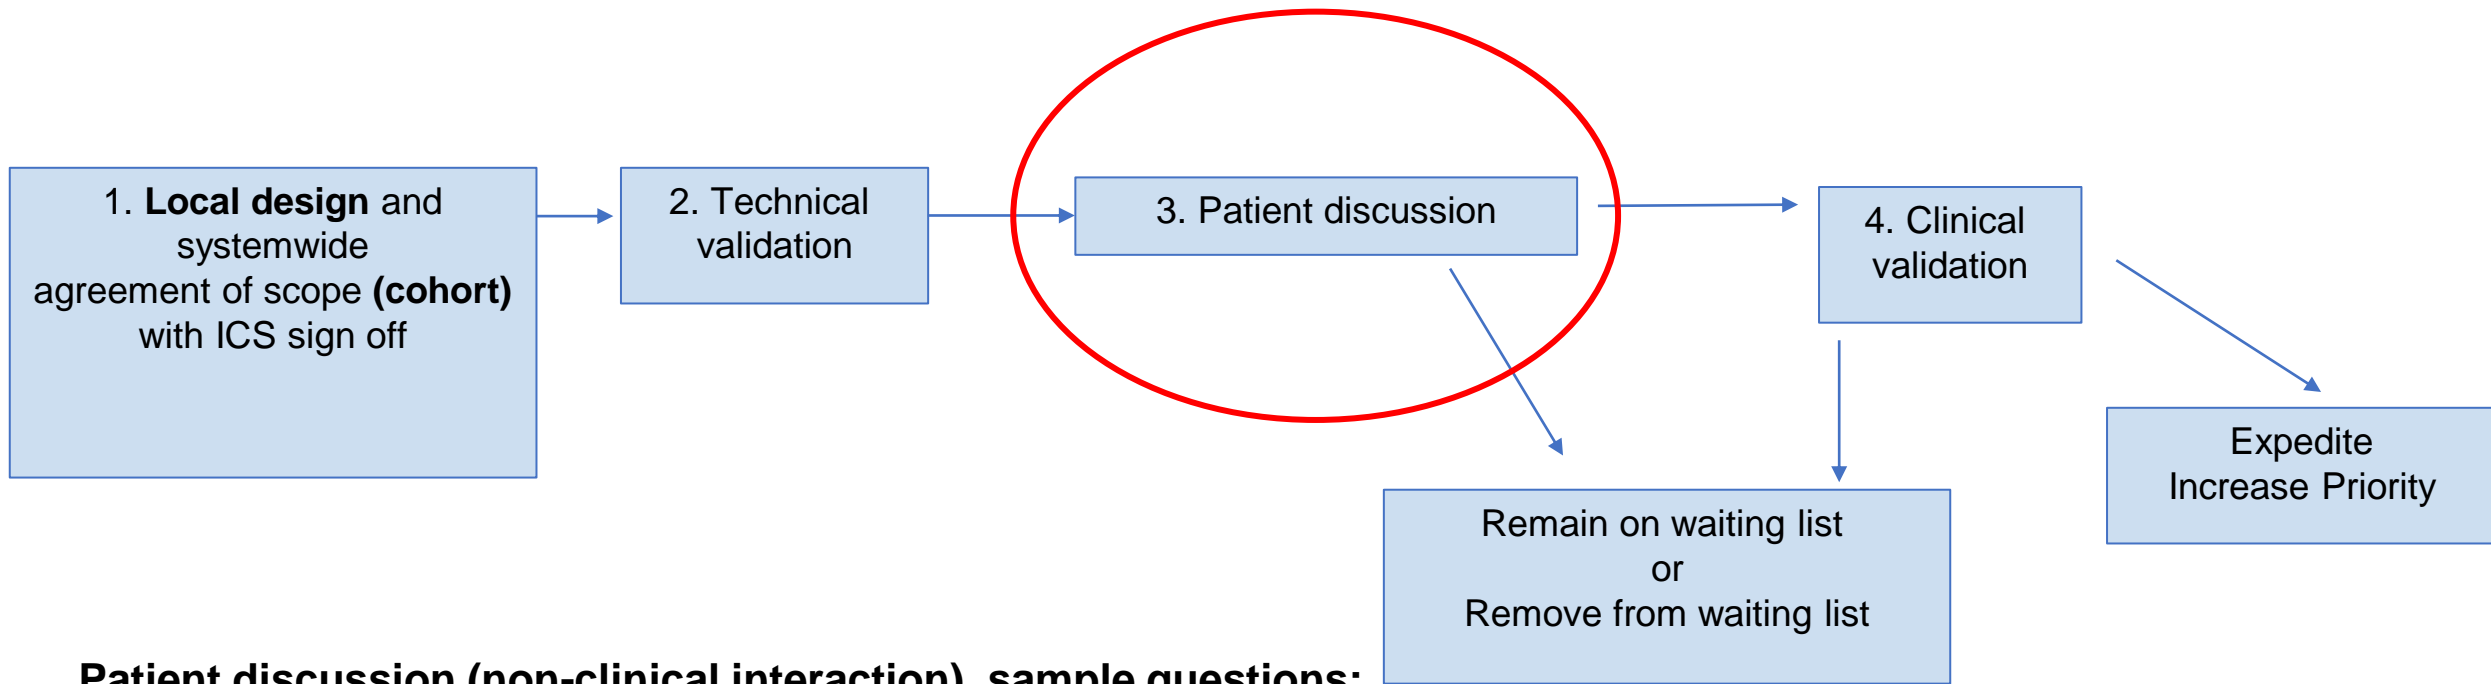 1. Local design and
systemwide
agreement of scope (cohort)
with ICS sign off
2. Technical
validation
3. Patient discussion
4. Clinical
validation
Expedite
Increase Priority
Remain on waiting list
or
Remove from waiting list
Patient discussion (non-clinical interaction) sample questions: